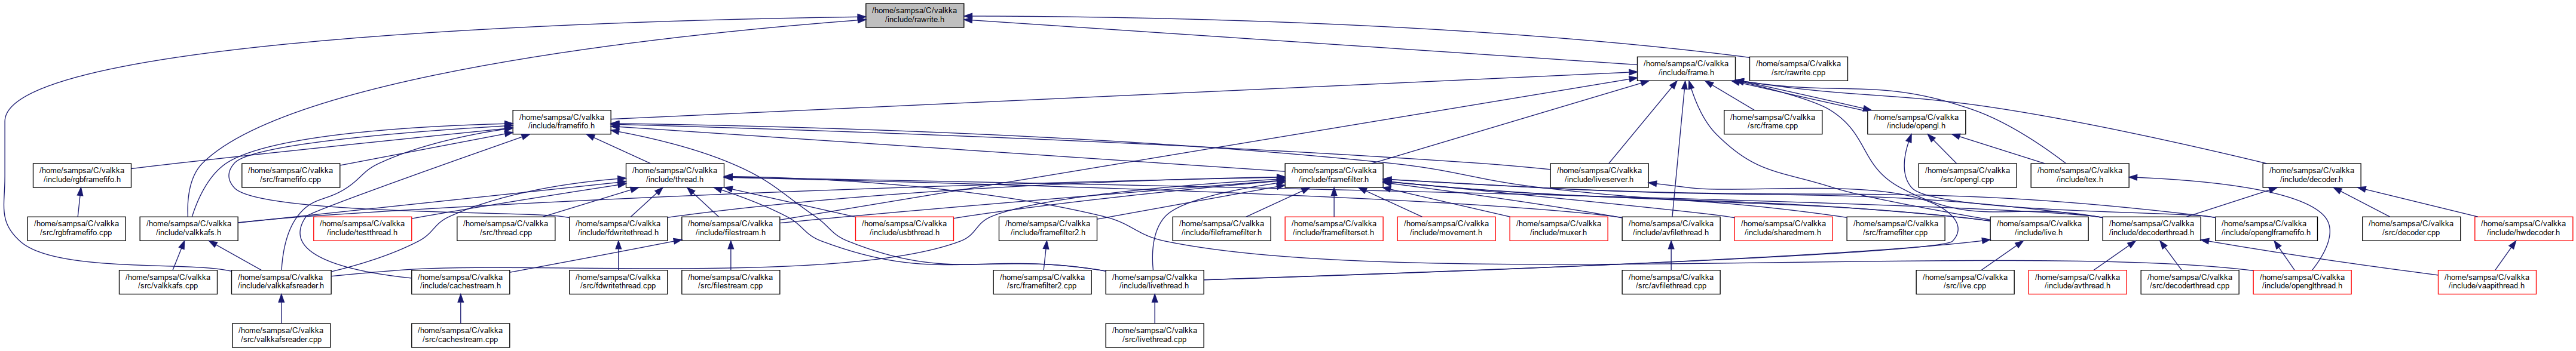 /home/sampsa/C/valkka
/include/rawrite.h
/home/sampsa/C/valkka
/include/frame.h
/home/sampsa/C/valkka
/src/rawrite.cpp
/home/sampsa/C/valkka
/include/framefifo.h
/home/sampsa/C/valkka
/src/frame.cpp
/home/sampsa/C/valkka
/include/opengl.h
/home/sampsa/C/valkka
/include/rgbframefifo.h
/home/sampsa/C/valkka
/src/framefifo.cpp
/home/sampsa/C/valkka
/include/thread.h
/home/sampsa/C/valkka
/include/framefilter.h
/home/sampsa/C/valkka
/include/liveserver.h
/home/sampsa/C/valkka
/src/opengl.cpp
/home/sampsa/C/valkka
/include/tex.h
/home/sampsa/C/valkka
/include/decoder.h
/home/sampsa/C/valkka
/src/rgbframefifo.cpp
/home/sampsa/C/valkka
/include/valkkafs.h
/home/sampsa/C/valkka
/include/testthread.h
/home/sampsa/C/valkka
/src/thread.cpp
/home/sampsa/C/valkka
/include/fdwritethread.h
/home/sampsa/C/valkka
/include/filestream.h
/home/sampsa/C/valkka
/include/usbthread.h
/home/sampsa/C/valkka
/include/framefilter2.h
/home/sampsa/C/valkka
/include/fileframefilter.h
/home/sampsa/C/valkka
/include/framefilterset.h
/home/sampsa/C/valkka
/include/movement.h
/home/sampsa/C/valkka
/include/muxer.h
/home/sampsa/C/valkka
/include/avfilethread.h
/home/sampsa/C/valkka
/include/sharedmem.h
/home/sampsa/C/valkka
/src/framefilter.cpp
/home/sampsa/C/valkka
/include/live.h
/home/sampsa/C/valkka
/include/decoderthread.h
/home/sampsa/C/valkka
/include/openglframefifo.h
/home/sampsa/C/valkka
/src/decoder.cpp
/home/sampsa/C/valkka
/include/hwdecoder.h
/home/sampsa/C/valkka
/src/valkkafs.cpp
/home/sampsa/C/valkka
/include/valkkafsreader.h
/home/sampsa/C/valkka
/include/cachestream.h
/home/sampsa/C/valkka
/src/fdwritethread.cpp
/home/sampsa/C/valkka
/src/filestream.cpp
/home/sampsa/C/valkka
/src/framefilter2.cpp
/home/sampsa/C/valkka
/include/livethread.h
/home/sampsa/C/valkka
/src/avfilethread.cpp
/home/sampsa/C/valkka
/src/live.cpp
/home/sampsa/C/valkka
/include/avthread.h
/home/sampsa/C/valkka
/src/decoderthread.cpp
/home/sampsa/C/valkka
/include/openglthread.h
/home/sampsa/C/valkka
/include/vaapithread.h
/home/sampsa/C/valkka
/src/valkkafsreader.cpp
/home/sampsa/C/valkka
/src/cachestream.cpp
/home/sampsa/C/valkka
/src/livethread.cpp